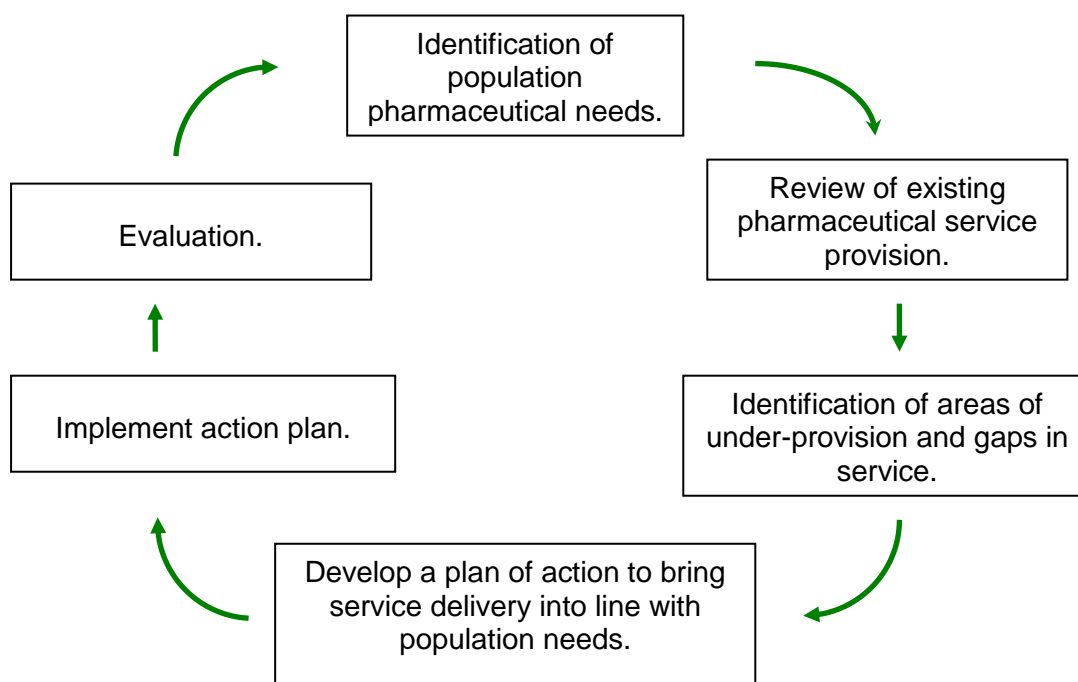 Identification of
population
pharmaceutical needs.
Review of existing
pharmaceutical service
provision.
Identification of areas of
under-provision and gaps in
service.
Develop a plan of action to bring
service delivery into line with
population needs.
Implement action plan.
Evaluation.